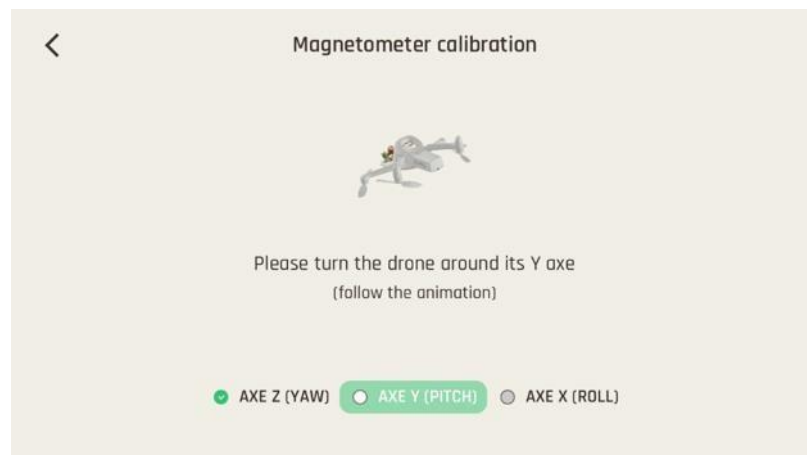 Magnetometer calibration
Please turn the drone around its Y axe
(follow the animation)
AXE Z (YAW) AXE Y (PITCH) AXE X (ROLL)